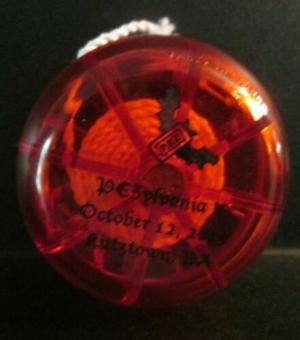 PEZ
PEZylvania
October 12,
Kutztown, PA